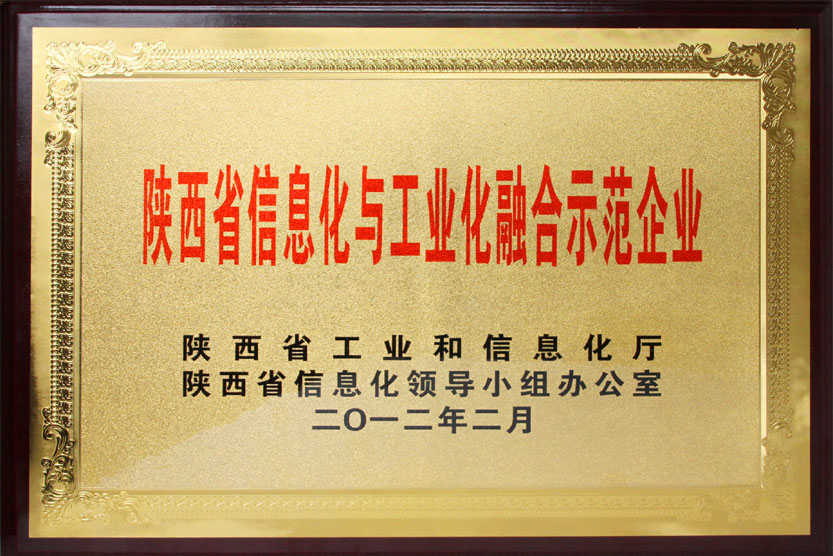 陕西省信息化与工业化融合示范企业
陕西省工业和信息化厅
陕西省信息化领导小组办公室
二〇一二年二月